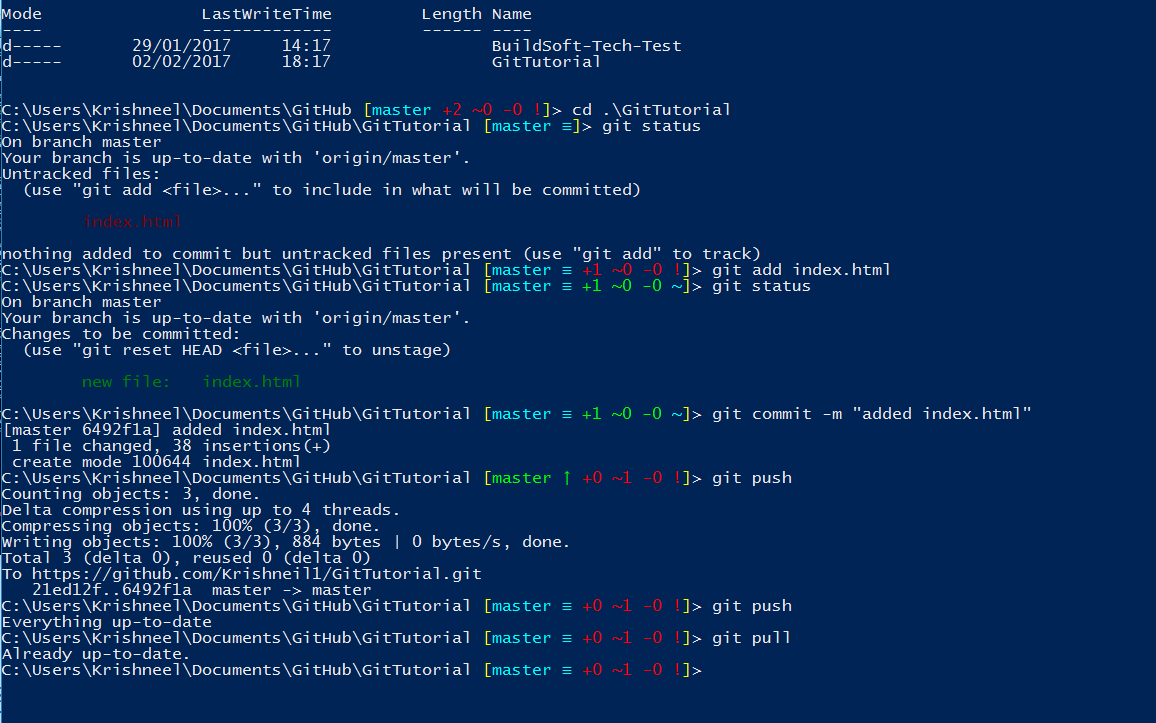 Mode                LastWriteTime         Length Name
----                -------------         ------ ----
d-----       29/01/2017     14:17                BuildSoft-Tech-Test
d-----       02/02/2017     18:17                GitTutorial
C:\Users\Krishneel\Documents\GitHub [master +2 ~0 -0 !]> cd .\GitTutorial
C:\Users\Krishneel\Documents\GitHub\GitTutorial [master ≡]> git status
On branch master
Your branch is up-to-date with 'origin/master'.
Untracked files:
  (use "git add <file>..." to include in what will be committed)
        index.html
nothing added to commit but untracked files present (use "git add" to track)
C:\Users\Krishneel\Documents\GitHub\GitTutorial [master ≡ +1 ~0 -0 !]> git add index.html
C:\Users\Krishneel\Documents\GitHub\GitTutorial [master ≡ +1 ~0 -0 ~]> git status
On branch master
Your branch is up-to-date with 'origin/master'.
Changes to be committed:
  (use "git reset HEAD <file>..." to unstage)
        new file:   index.html
C:\Users\Krishneel\Documents\GitHub\GitTutorial [master ≡ +1 ~0 -0 ~]> git commit -m "added index.html"
[master 6492f1a] added index.html
 1 file changed, 38 insertions(+)
 create mode 100644 index.html
C:\Users\Krishneel\Documents\GitHub\GitTutorial [master ↑ +0 ~1 -0 !]> git push
Counting objects: 3, done.
Delta compression using up to 4 threads.
Compressing objects: 100% (3/3), done.
Writing objects: 100% (3/3), 884 bytes | 0 bytes/s, done.
Total 3 (delta 0), reused 0 (delta 0)
To https://github.com/Krishneil1/GitTutorial.git
   21ed12f..6492f1a  master -> master
C:\Users\Krishneel\Documents\GitHub\GitTutorial [master ≡ +0 ~1 -0 !]> git push
Everything up-to-date
C:\Users\Krishneel\Documents\GitHub\GitTutorial [master ≡ +0 ~1 -0 !]> git pull
Already up-to-date.
C:\Users\Krishneel\Documents\GitHub\GitTutorial [master ≡ +0 ~1 -0 !]>